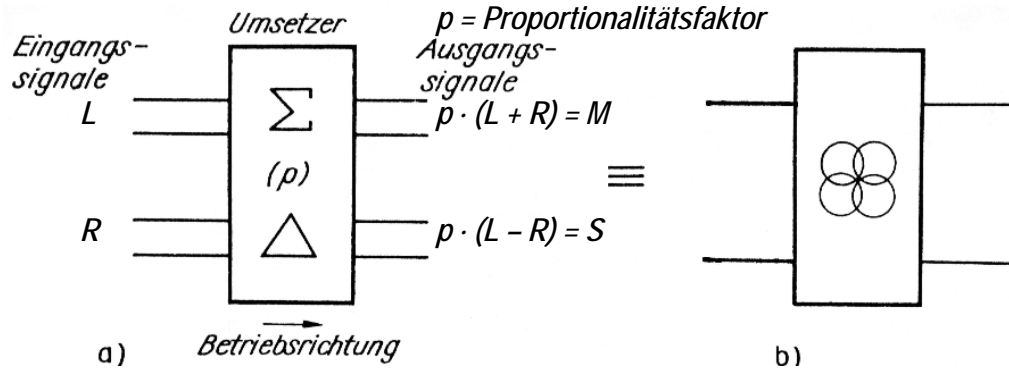 p = Proportionalitätsfaktor
Umsetzer
Eingangs-
signale
Ausgangs-
signale
L
Σ
p · (L + R) = M
(p)
≡
R
△
p · (L – R) = S
Betriebsrichtung
a)
b)